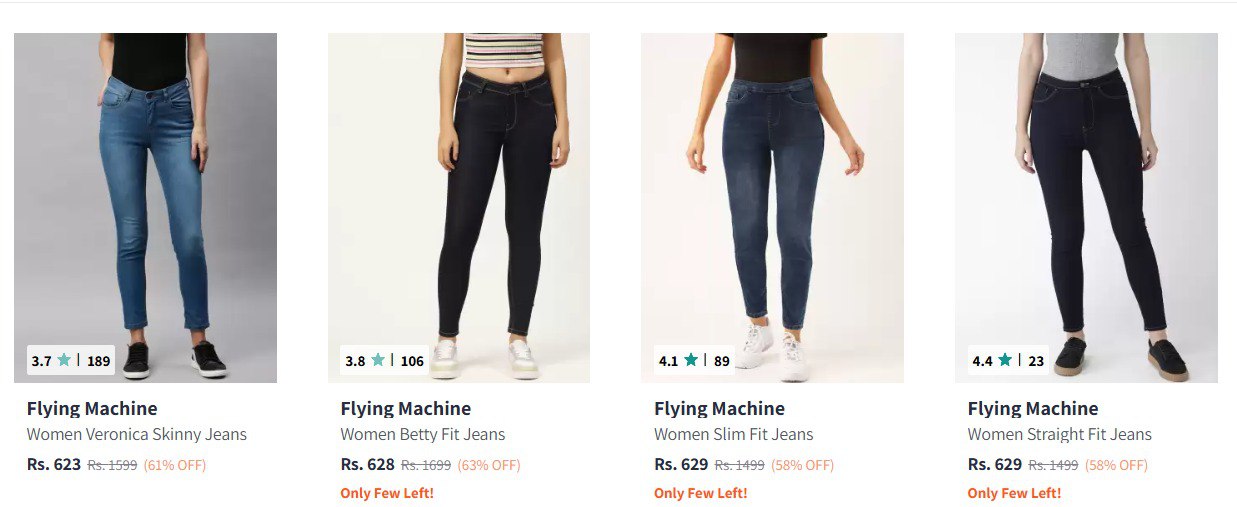 3.7 ★ | 189
Flying Machine
Women Veronica Skinny Jeans
Rs. 623 Rs. 1599 (61% OFF)
3.8 ★ | 106
Flying Machine
Women Betty Fit Jeans
Rs. 628 Rs. 1699 (63% OFF)
Only Few Left!
4.1 ★ | 89
Flying Machine
Women Slim Fit Jeans
Rs. 629 Rs. 1499 (58% OFF)
Only Few Left!
4.4 ★ | 23
Flying Machine
Women Straight Fit Jeans
Rs. 629 Rs. 1499 (58% OFF)
Only Few Left!